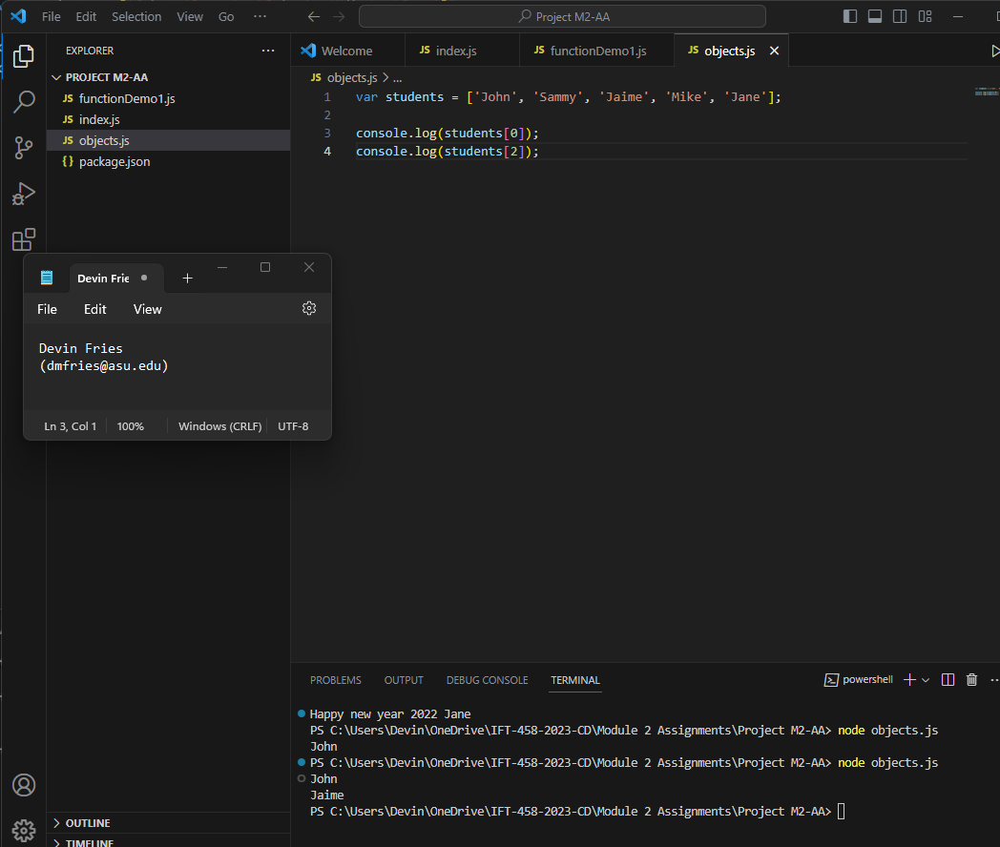 File Edit Selection View Go ··· Project M2-AA
EXPLORER ···
PROJECT M2-AA
JS functionDemo1.js
JS index.js
JS objects.js
{} package.json
Welcome JS index.js JS functionDemo1.js JS objects.js
JS objects.js > ...
1 var students = ['John', 'Sammy', 'Jaime', 'Mike', 'Jane'];
2
3 console.log(students[0]);
4 console.log(students[2]);
Devin Frie
File Edit View
Devin Fries
(dmfries@asu.edu)
Ln 3, Col 1 100% Windows (CRLF) UTF-8
PROBLEMS OUTPUT DEBUG CONSOLE TERMINAL powershell
Happy new year 2022 Jane
PS C:\Users\Devin\OneDrive\IFT-458-2023-CD\Module 2 Assignments\Project M2-AA> node objects.js
John
PS C:\Users\Devin\OneDrive\IFT-458-2023-CD\Module 2 Assignments\Project M2-AA> node objects.js
John
Jaime
PS C:\Users\Devin\OneDrive\IFT-458-2023-CD\Module 2 Assignments\Project M2-AA>
OUTLINE
TIMELINE